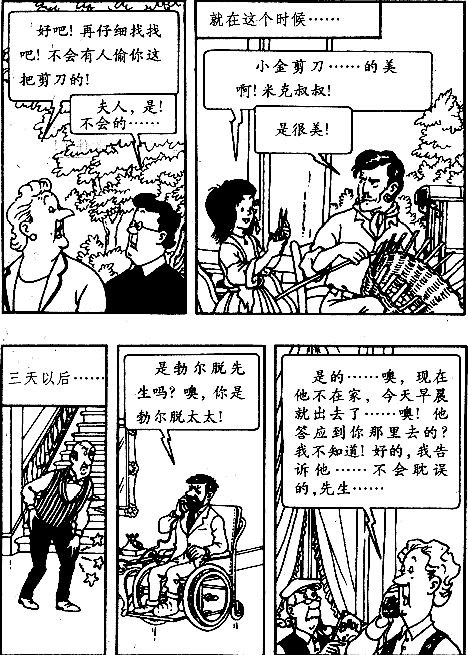 好吧！再仔细找找
吧！不会有人偷你这
把剪刀的！
夫人，是！
不会的……
就在这个时候……
小金剪刀……的美
啊！米克叔叔！
是很美！
三天以后……
是勃尔脱先
生吗？噢，你是
勃尔脱太太！
是的……噢，现在
他不在家，今天早晨
就出去了……噢！他
答应到你那里去的？
我不知道！好的，我告
诉他……不会耽误
的，先生……